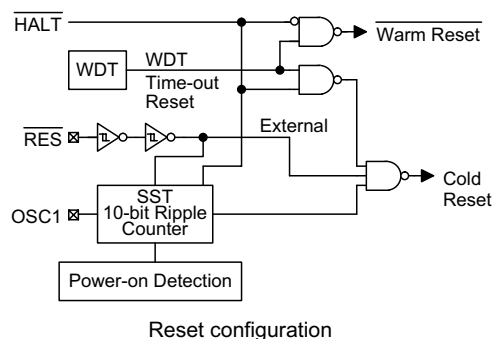 HALT
Warm Reset
WDT
WDT
Time-out
Reset
RES
External
Cold
Reset
OSC1
SST
10-bit Ripple
Counter
Power-on Detection
Reset configuration